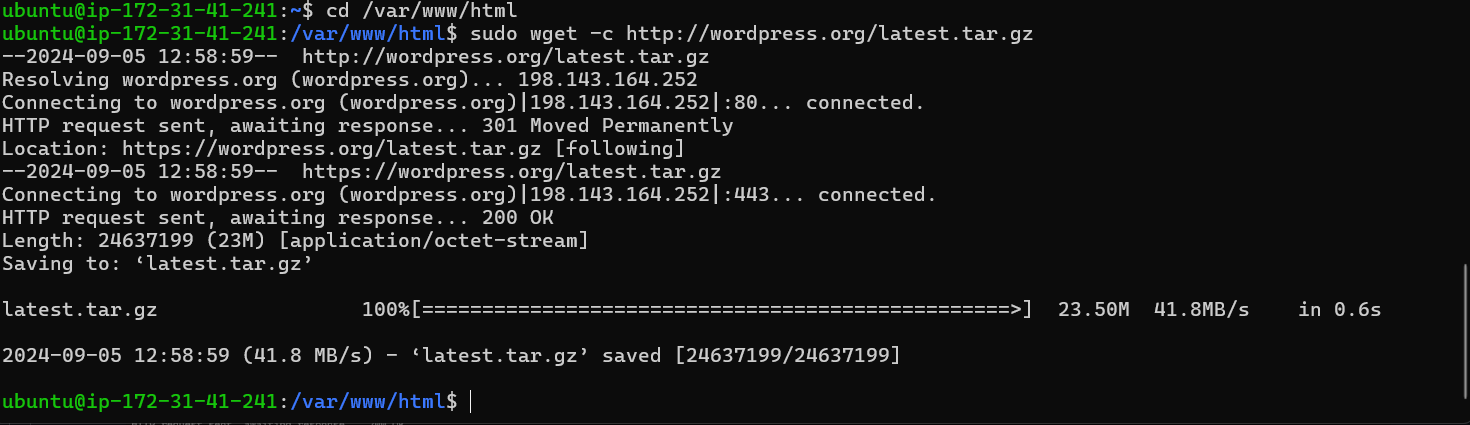 ubuntu@ip-172-31-41-241:~$ cd /var/www/html
ubuntu@ip-172-31-41-241:/var/www/html$ sudo wget -c http://wordpress.org/latest.tar.gz
--2024-09-05 12:58:59--  http://wordpress.org/latest.tar.gz
Resolving wordpress.org (wordpress.org)... 198.143.164.252
Connecting to wordpress.org (wordpress.org)|198.143.164.252|:80... connected.
HTTP request sent, awaiting response... 301 Moved Permanently
Location: https://wordpress.org/latest.tar.gz [following]
--2024-09-05 12:58:59--  https://wordpress.org/latest.tar.gz
Connecting to wordpress.org (wordpress.org)|198.143.164.252|:443... connected.
HTTP request sent, awaiting response... 200 OK
Length: 24637199 (23M) [application/octet-stream]
Saving to: ‘latest.tar.gz’
latest.tar.gz                 100%[=================================================>]  23.50M  41.8MB/s    in 0.6s
2024-09-05 12:58:59 (41.8 MB/s) - ‘latest.tar.gz’ saved [24637199/24637199]
ubuntu@ip-172-31-41-241:/var/www/html$